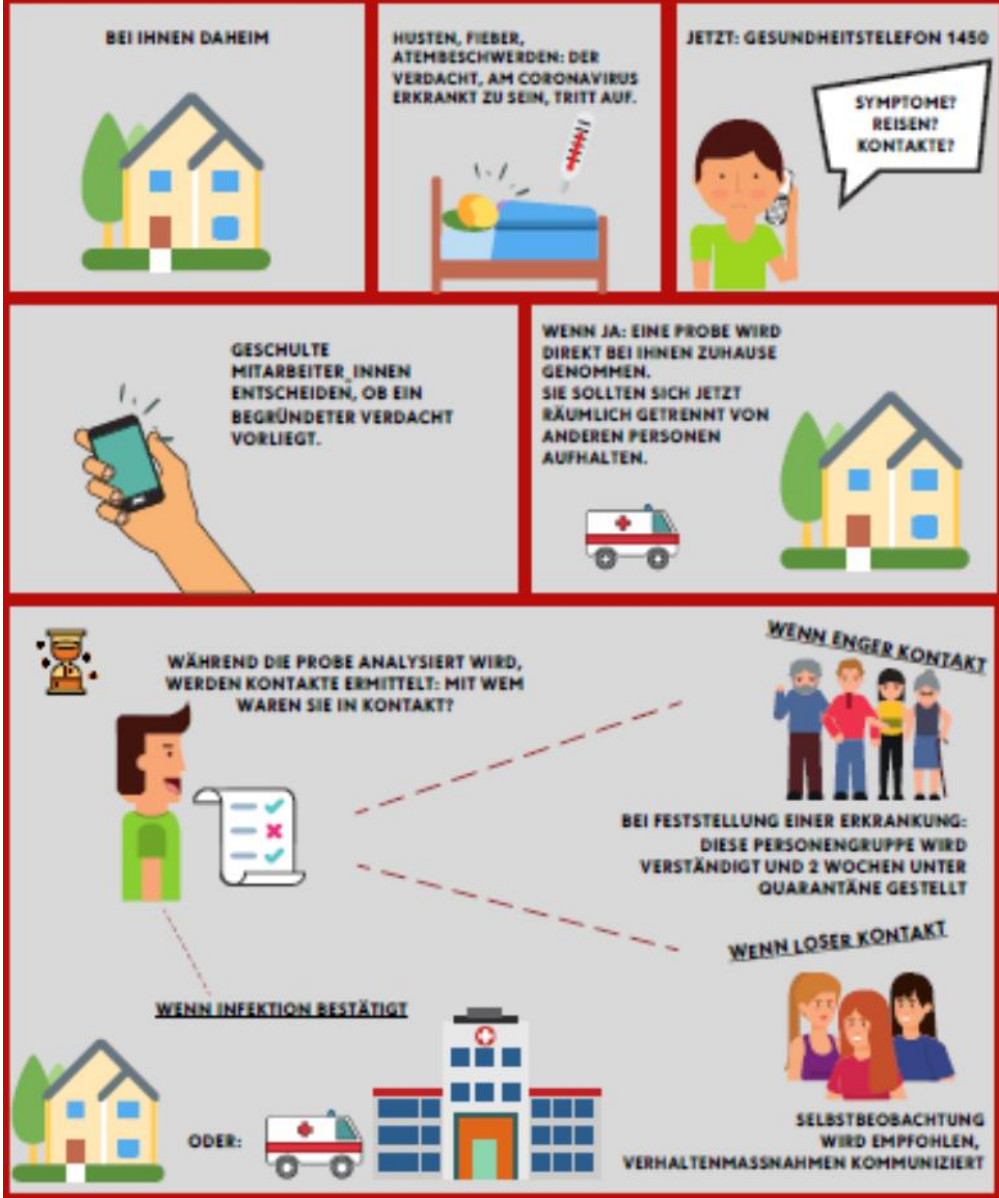 BEI IHNEN DAHEIM
HUSTEN, FIEBER,
ATEMBESCHWERDEN: DER
VERDACHT, AM CORONAVIRUS
ERKRANKT ZU SEIN, TRITT AUF.
JETZT: GESUNDHEITSTELEFON 1450
SYMPTOME?
REISEN?
KONTAKTE?
GESCHULTE
MITARBEITER_INNEN
ENTSCHEIDEN, OB EIN
BEGRÜNDETER VERDACHT
VORLIEGT.
WENN JA: EINE PROBE WIRD
DIREKT BEI IHNEN ZUHAUSE
GENOMMEN.
SIE SOLLTEN SICH JETZT
RÄUMLICH GETRENNT VON
ANDEREN PERSONEN
AUFHALTEN.
WÄHREND DIE PROBE ANALYSIERT WIRD,
WERDEN KONTAKTE ERMITTELT: MIT WEM
WAREN SIE IN KONTAKT?
WENN ENGER KONTAKT
BEI FESTSTELLUNG EINER ERKRANKUNG:
DIESE PERSONENGRUPPE WIRD
VERSTÄNDIGT UND 2 WOCHEN UNTER
QUARANTÄNE GESTELLT
WENN LOSER KONTAKT
SELBSTBEOBACHTUNG
WIRD EMPFOHLEN,
VERHALTENMASSNAHMEN KOMMUNIZIERT
WENN INFEKTION BESTÄTIGT
ODER: